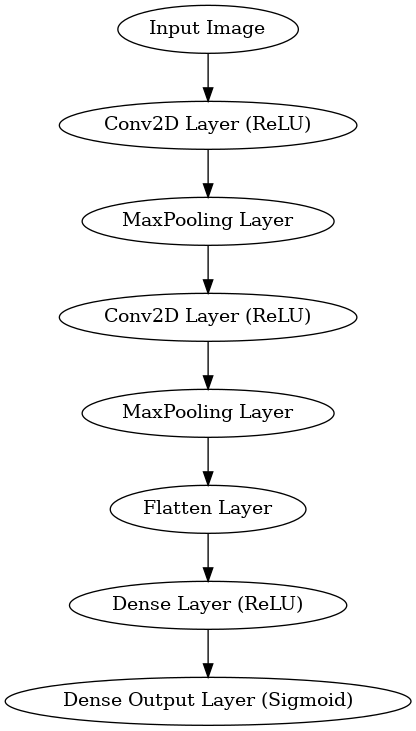 Input Image
Conv2D Layer (ReLU)
MaxPooling Layer
Conv2D Layer (ReLU)
MaxPooling Layer
Flatten Layer
Dense Layer (ReLU)
Dense Output Layer (Sigmoid)